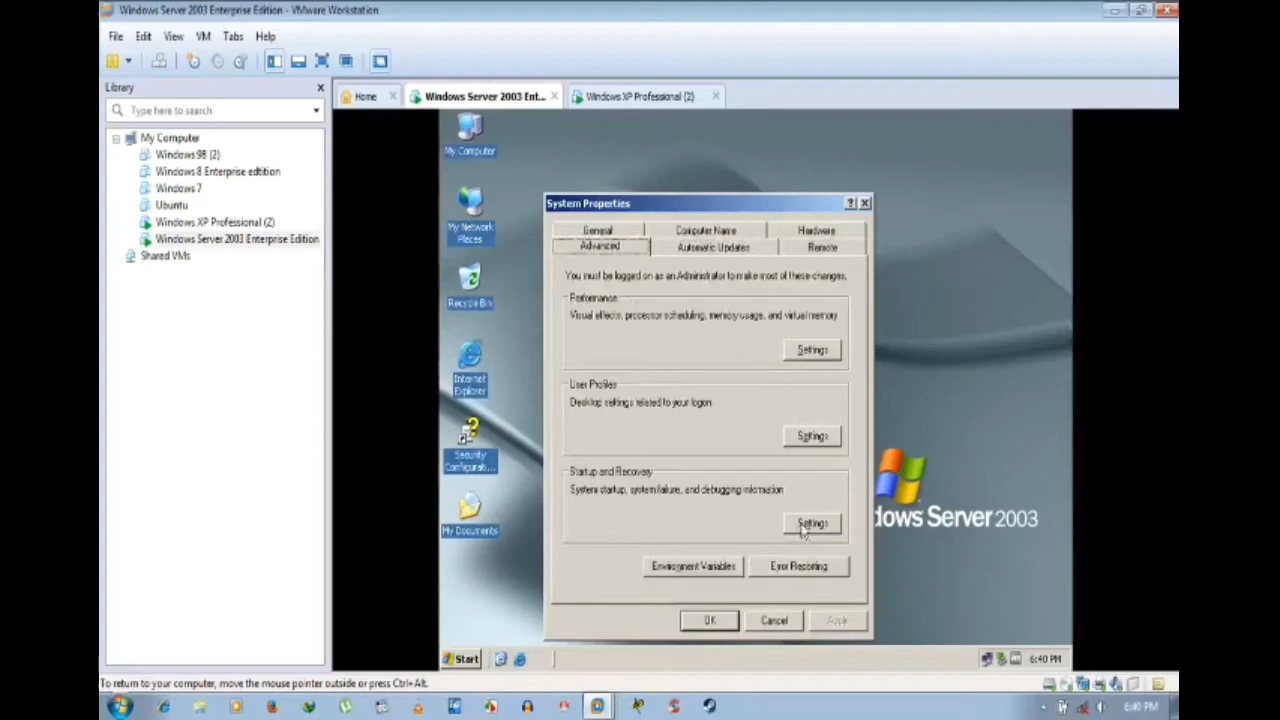 Windows Server 2003 Enterprise Edition - VMware Workstation
File Edit View VM Tabs Help
Library
Type here to search
Home
Windows Server 2003 Ent...
Windows XP Professional (2)
My Computer
Windows 98 (2)
Windows 8 Enterprise edtition
Windows 7
Ubuntu
Windows XP Professional (2)
Windows Server 2003 Enterprise Edition
Shared VMs
My Computer
My Network
Places
Recycle Bin
Internet
Explorer
Security
Configurati...
My Documents
System Properties
General Computer Name Hardware
Advanced Automatic Updates Remote
You must be logged on as an Administrator to make most of these changes.
Performance
Visual effects, processor scheduling, memory usage, and virtual memory
Settings
User Profiles
Desktop settings related to your logon
Settings
Startup and Recovery
System startup, system failure, and debugging information
Settings
Environment Variables Error Reporting
OK Cancel Apply
dows Server 2003
Start
6:40 PM
To return to your computer, move the mouse pointer outside or press Ctrl+Alt.
6:40 PM